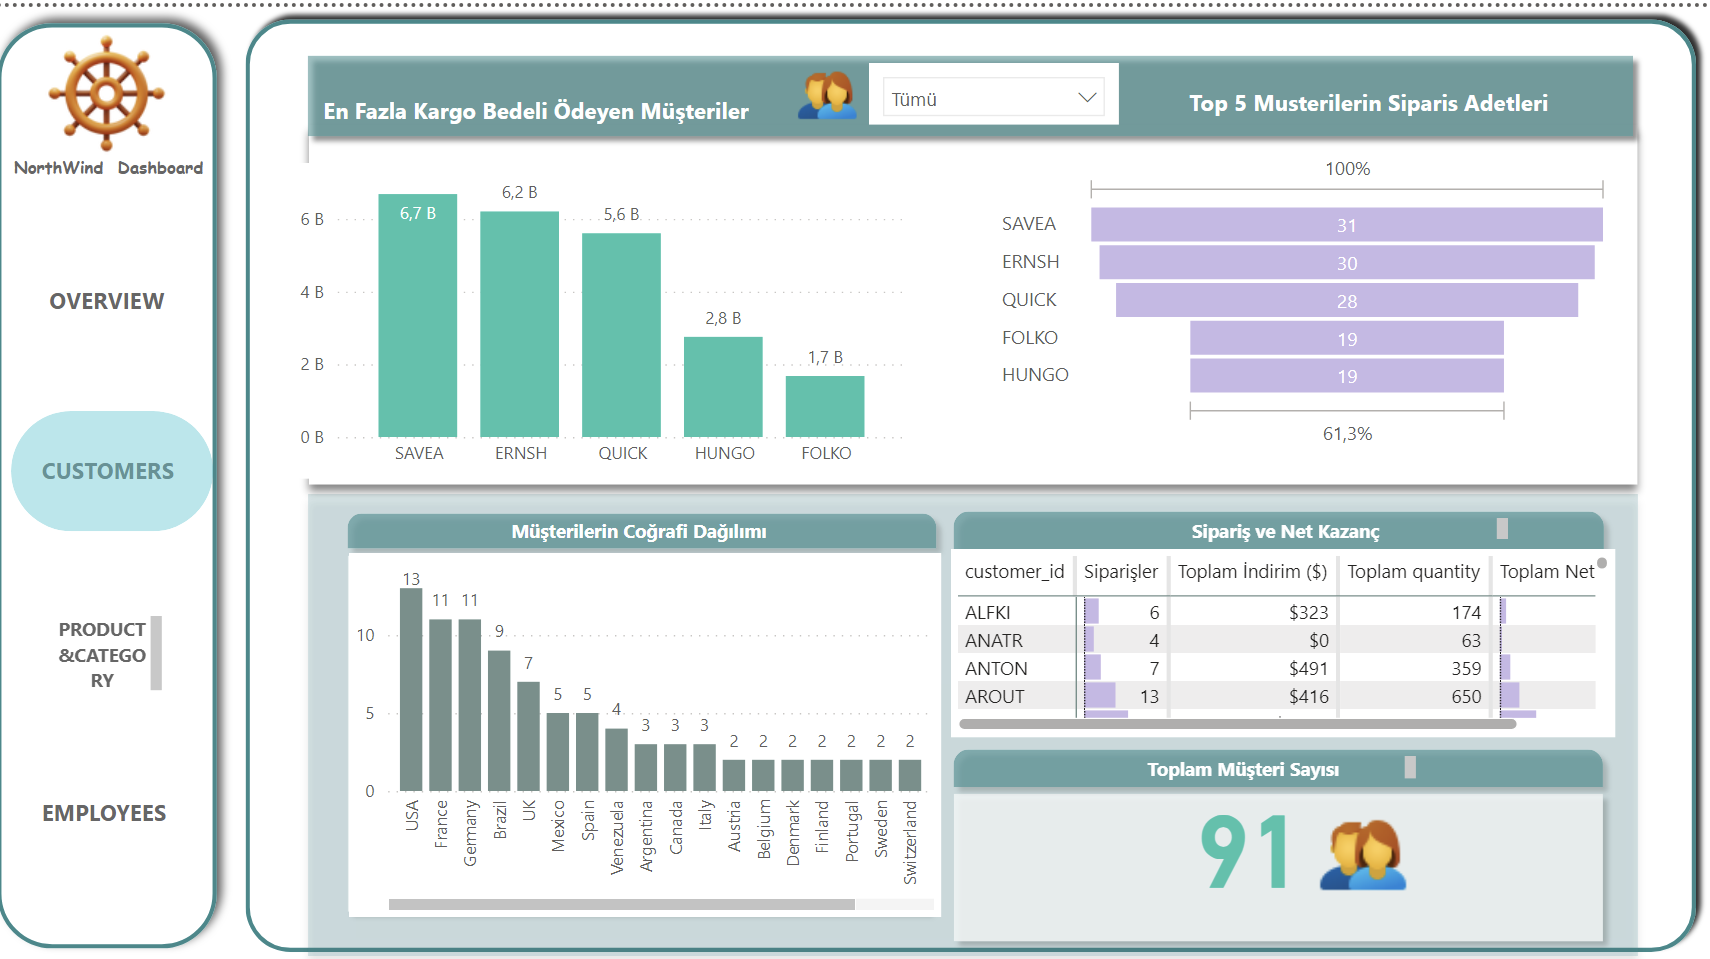 NorthWind Dashboard
OVERVIEW
CUSTOMERS
PRODUCT
&CATEGO
RY
EMPLOYEES
En Fazla Kargo Bedeli Ödeyen Müşteriler
Tümü
Top 5 Musterilerin Siparis Adetleri
6 B
4 B
2 B
0 B
6,7 B
6,2 B
5,6 B
2,8 B
1,7 B
SAVEA
ERNSH
QUICK
HUNGO
FOLKO
100%
SAVEA 31
ERNSH 30
QUICK 28
FOLKO 19
HUNGO 19
61,3%
Müşterilerin Coğrafi Dağılımı
10
5
0
13 11 11 9 7 5 5 4 3 3 3 2 2 2 2 2 2 2
USA
France
Germany
Brazil
UK
Mexico
Spain
Venezuela
Argentina
Canada
Italy
Austria
Belgium
Denmark
Finland
Portugal
Sweden
Switzerland
Sipariş ve Net Kazanç
customer_id Siparişler Toplam İndirim ($) Toplam quantity Toplam Net
ALFKI 6 $323 174
ANATR 4 $0 63
ANTON 7 $491 359
AROUT 13 $416 650
Toplam Müşteri Sayısı
91